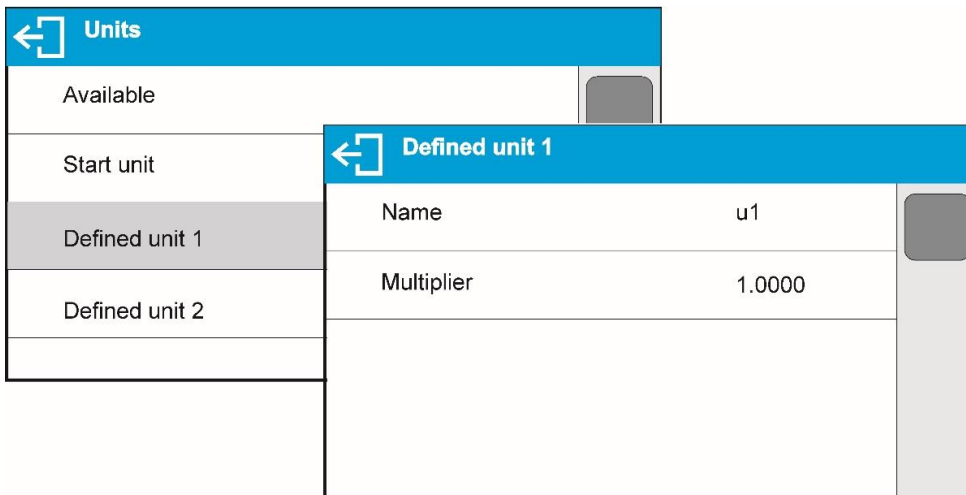 Units
Available
Start unit
Defined unit 1
Defined unit 2
Defined unit 1
Name u1
Multiplier 1.0000